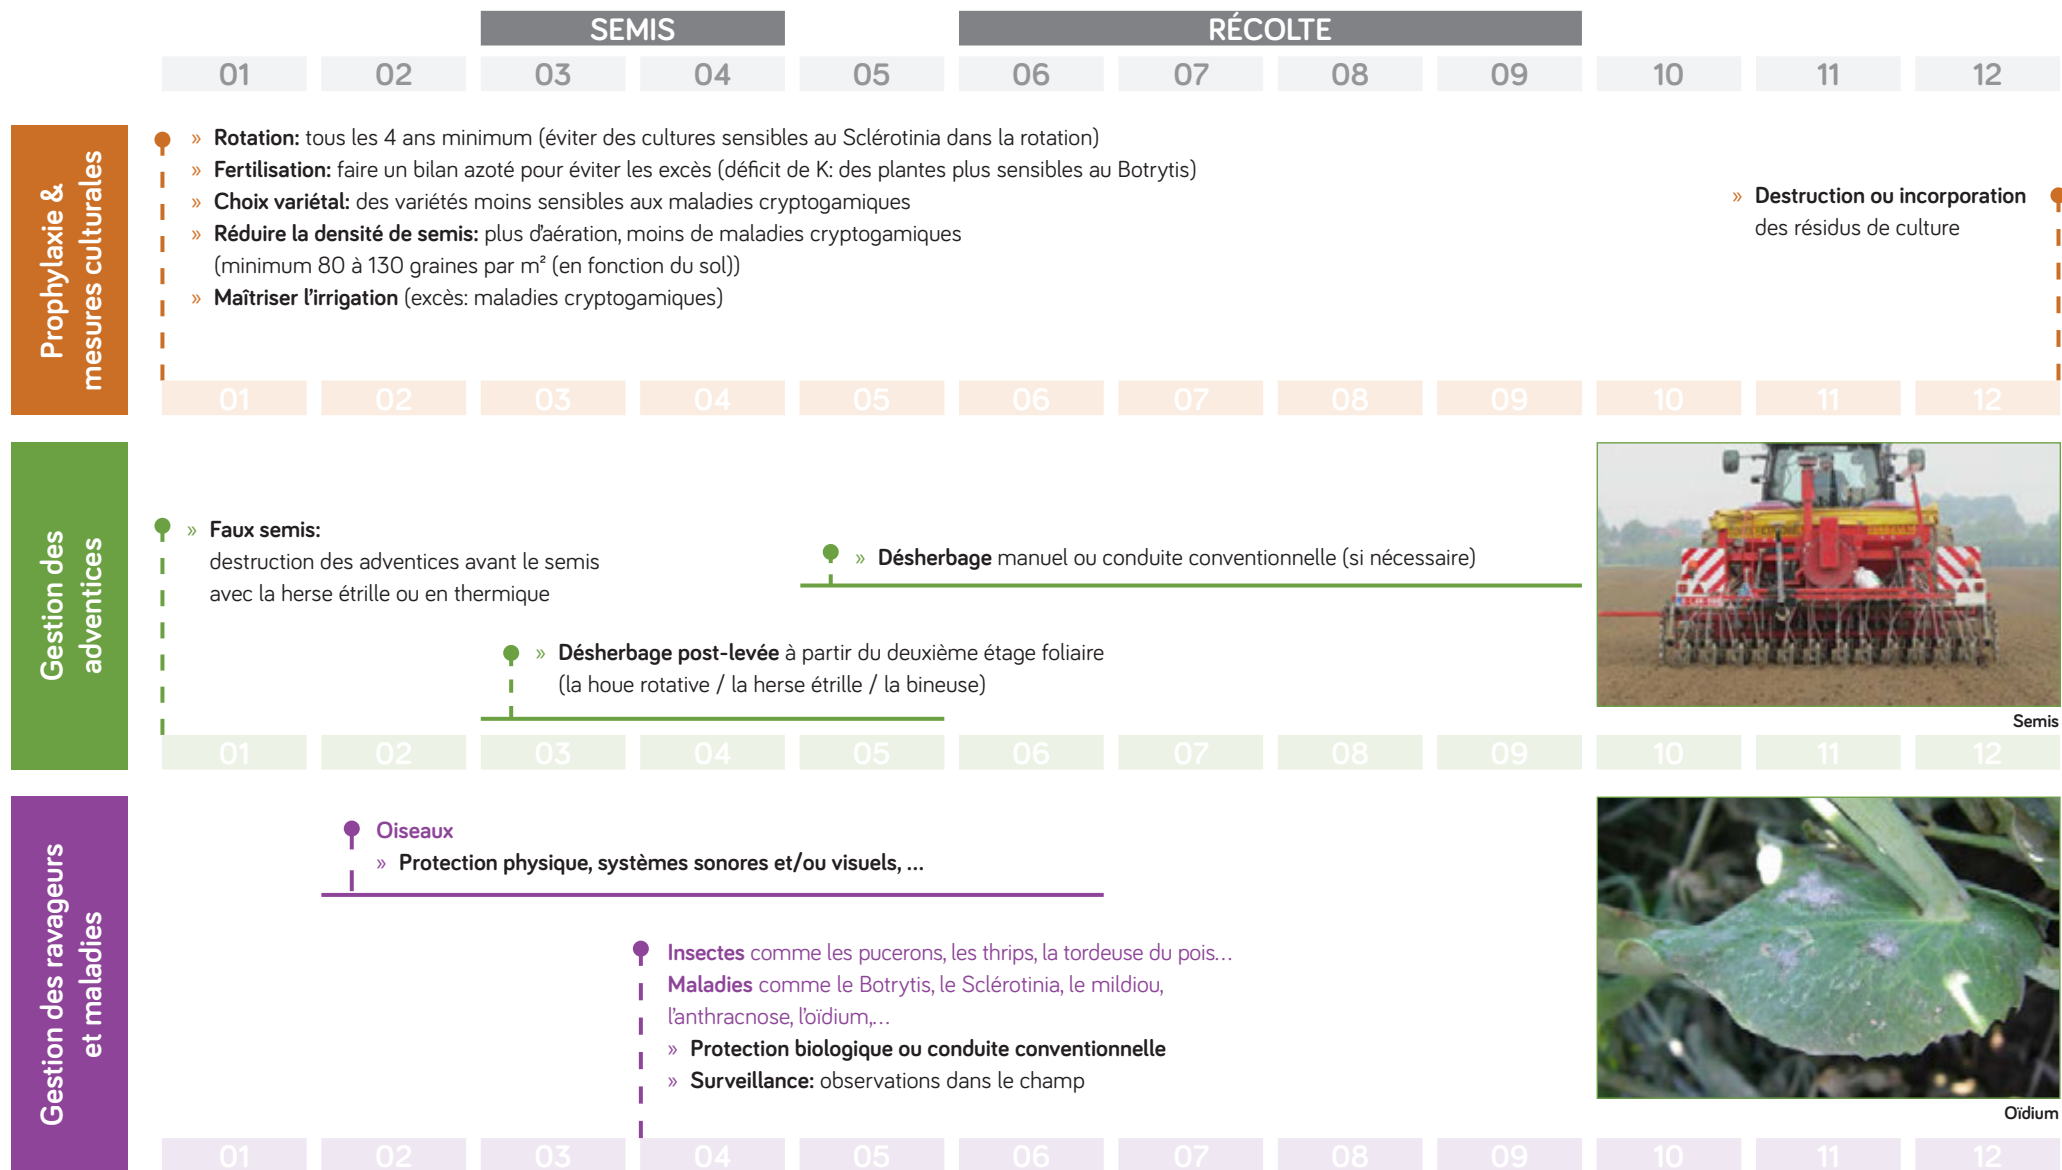 SEMIS
RÉCOLTE
01 02 03 04 05 06 07 08 09 10 11 12
Prophylaxie &
mesures culturales
» Rotation: tous les 4 ans minimum (éviter des cultures sensibles au Sclérotinia dans la rotation)
» Fertilisation: faire un bilan azoté pour éviter les excès (déficit de K: des plantes plus sensibles au Botrytis)
» Choix variétal: des variétés moins sensibles aux maladies cryptogamiques
» Réduire la densité de semis: plus d'aération, moins de maladies cryptogamiques
(minimum 80 à 130 graines par m² (en fonction du sol))
» Maîtriser l'irrigation (excès: maladies cryptogamiques)
» Destruction ou incorporation
des résidus de culture
01 02 03 04 05 06 07 08 09 10 11 12
Gestion des
adventices
» Faux semis:
destruction des adventices avant le semis
avec la herse étrille ou en thermique
» Désherbage manuel ou conduite conventionnelle (si nécessaire)
» Désherbage post-levée à partir du deuxième étage foliaire
(la houe rotative / la herse étrille / la bineuse)
Semis
01 02 03 04 05 06 07 08 09 10 11 12
Gestion des ravageurs
et maladies
Oiseaux
» Protection physique, systèmes sonores et/ou visuels, ...
Insectes comme les pucerons, les thrips, la tordeuse du pois...
Maladies comme le Botrytis, le Sclérotinia, le mildiou,
l'anthracnose, l'oïdium,...
» Protection biologique ou conduite conventionnelle
» Surveillance: observations dans le champ
Oïdium
01 02 03 04 05 06 07 08 09 10 11 12